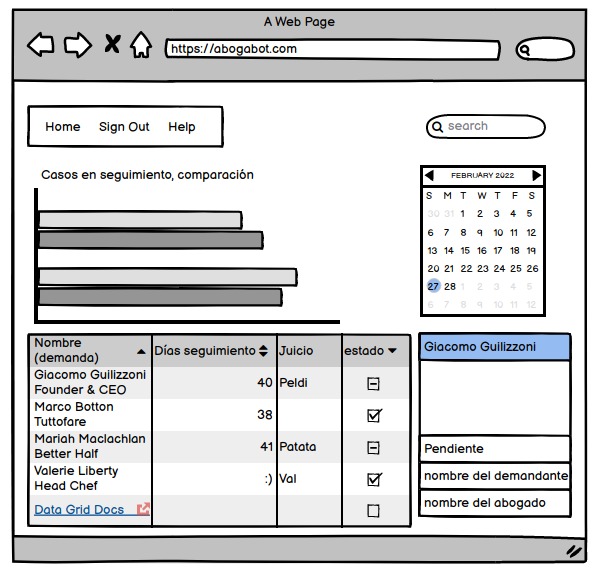 A Web Page
https://abogabot.com
Home Sign Out Help
search
Casos en seguimiento, comparación
FEBRUARY 2022
S M T W T F S
30 31 1 2 3 4 5
6 7 8 9 10 11 12
13 14 15 16 17 18 19
20 21 22 23 24 25 26
27 28 1 2 3 4 5
6 7 8 9 10 11 12
Nombre
(demanda)
Días seguimiento
Juicio
estado
Giacomo Guilizzoni
Founder & CEO
40
Peldi
Marco Botton
Tuttofare
38
Mariah Maclachlan
Better Half
41
Patata
Valerie Liberty
Head Chef
:)
Val
Data Grid Docs
Giacomo Guilizzoni
Pendiente
nombre del demandante
nombre del abogado